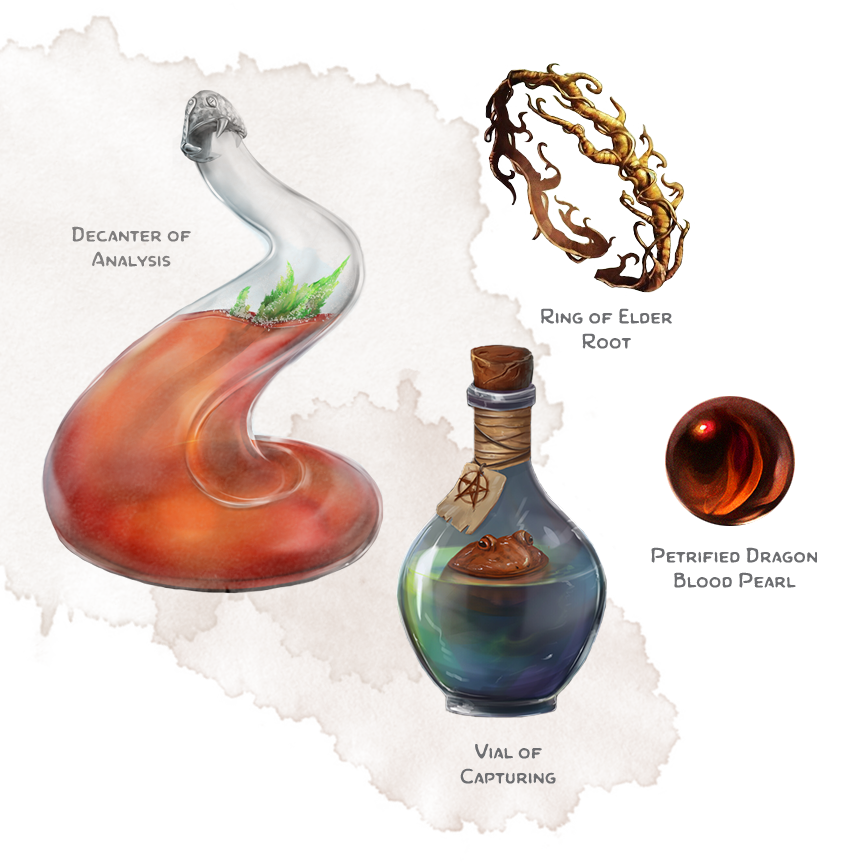 Decanter of
Analysis
Ring of Elder
Root
Petrified Dragon
Blood Pearl
Vial of
Capturing